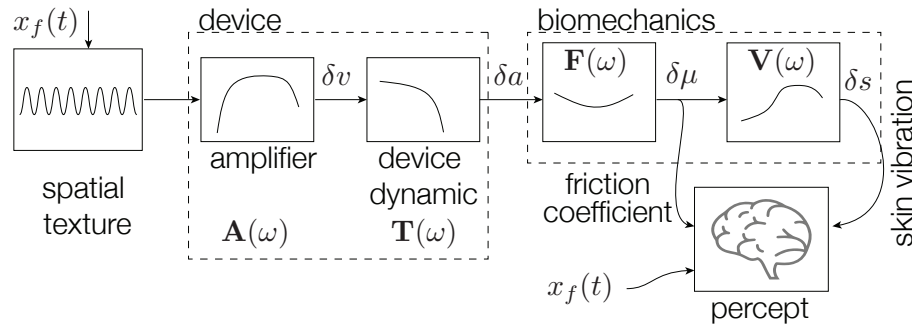 x_f(t)
device
biomechanics
F(ω)
V(ω)
δv
δa
δμ
δs
amplifier
device
dynamic
spatial
texture
A(ω)
T(ω)
friction
coefficient
skin vibration
x_f(t)
percept